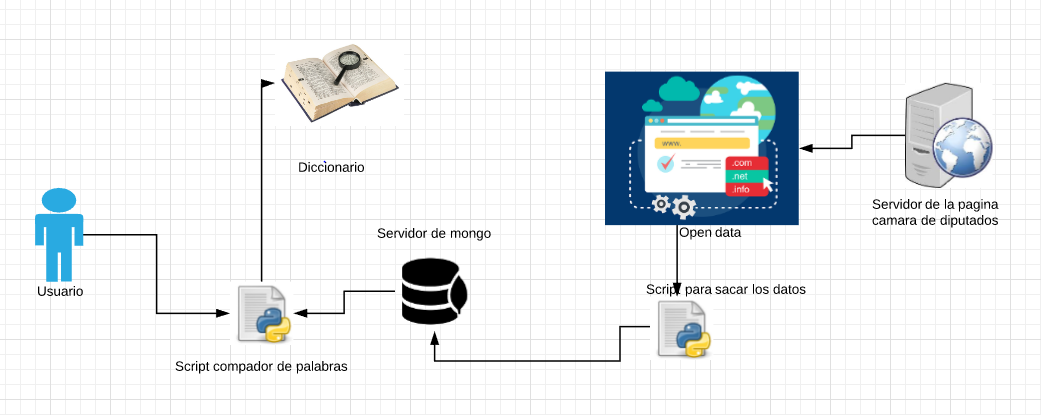 Diccionario
www.
.com
.net
.info
Servidor de la pagina
camara de diputados
Open data
Servidor de mongo
Usuario
Script para sacar los datos
Script compador de palabras